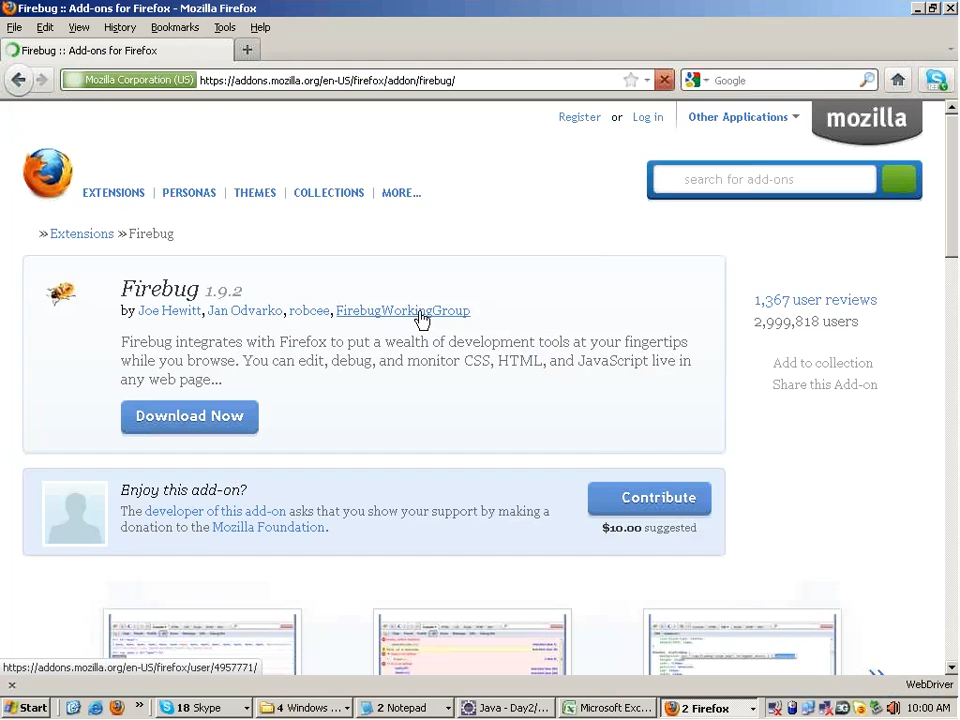 Firebug :: Add-ons for Firefox - Mozilla Firefox
File Edit View History Bookmarks Tools Help
Firebug :: Add-ons for Firefox +
Mozilla Corporation (US) https://addons.mozilla.org/en-US/firefox/addon/firebug/ Google
Register or Log in Other Applications mozilla
EXTENSIONS | PERSONAS | THEMES | COLLECTIONS | MORE...
search for add-ons
» Extensions » Firebug
Firebug 1.9.2
by Joe Hewitt, Jan Odvarko, robcee, FirebugWorkingGroup
Firebug integrates with Firefox to put a wealth of development tools at your fingertips
while you browse. You can edit, debug, and monitor CSS, HTML, and JavaScript live in
any web page...
Download Now
1,367 user reviews
2,999,818 users
Add to collection
Share this Add-on
Enjoy this add-on?
The developer of this add-on asks that you show your support by making a
donation to the Mozilla Foundation.
Contribute
$10.00 suggested
»
https://addons.mozilla.org/en-US/firefox/user/4957771/
× WebDriver
Start » 18 Skype 4 Windows ... 2 Notepad Java - Day2/... Microsoft Exc... 2 Firefox 10:00 AM